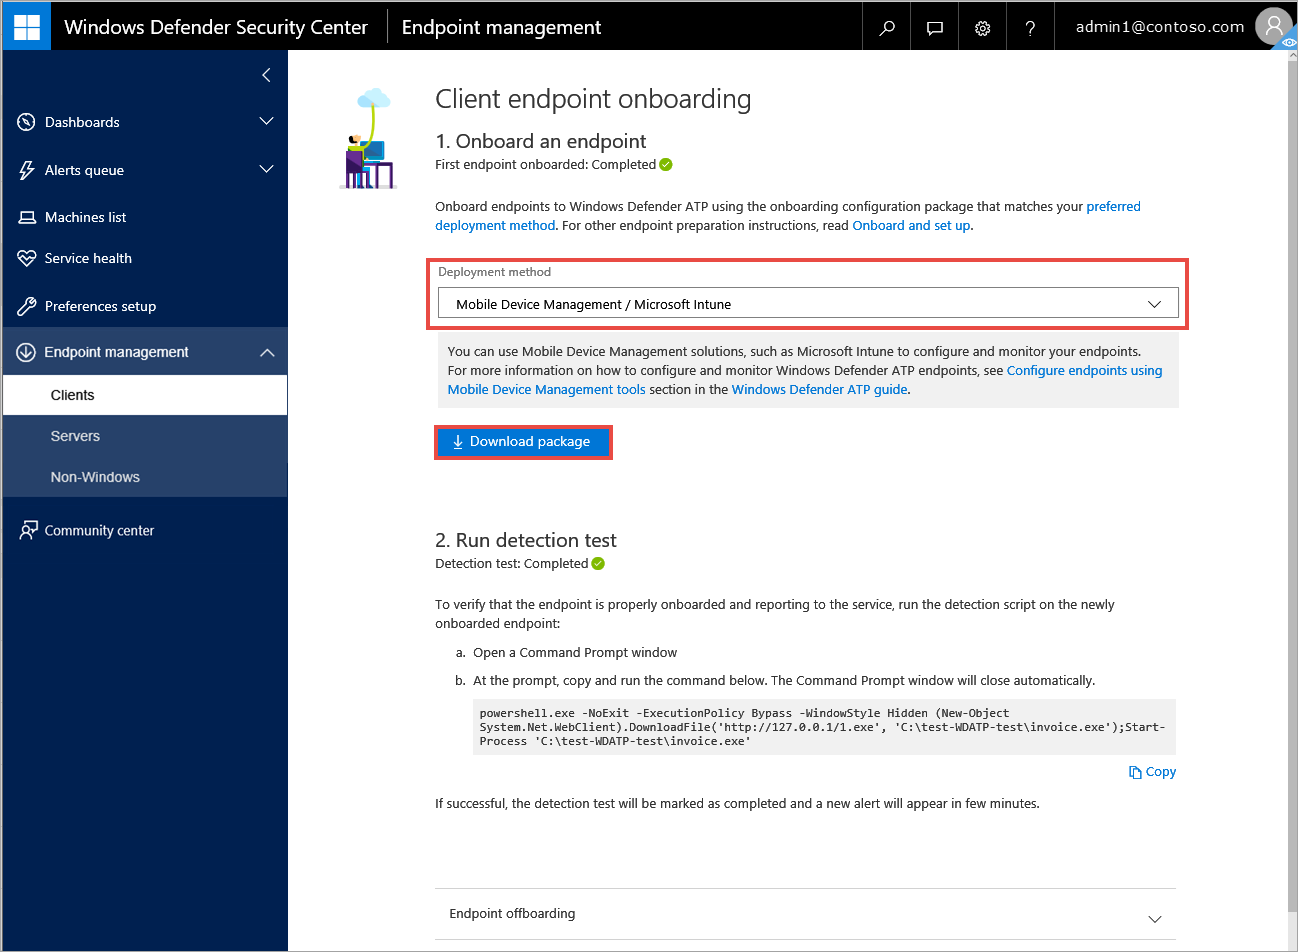 Windows Defender Security Center
Endpoint management
?
admin1@contoso.com
Dashboards
Alerts queue
Machines list
Service health
Preferences setup
Endpoint management
Clients
Servers
Non-Windows
Community center
Client endpoint onboarding
1. Onboard an endpoint
First endpoint onboarded: Completed
Onboard endpoints to Windows Defender ATP using the onboarding configuration package that matches your preferred
deployment method. For other endpoint preparation instructions, read Onboard and set up.
Deployment method
Mobile Device Management / Microsoft Intune
You can use Mobile Device Management solutions, such as Microsoft Intune to configure and monitor your endpoints.
For more information on how to configure and monitor Windows Defender ATP endpoints, see Configure endpoints using
Mobile Device Management tools section in the Windows Defender ATP guide.
Download package
2. Run detection test
Detection test: Completed
To verify that the endpoint is properly onboarded and reporting to the service, run the detection script on the newly
onboarded endpoint:
a. Open a Command Prompt window
b. At the prompt, copy and run the command below. The Command Prompt window will close automatically.
powershell.exe -NoExit -ExecutionPolicy Bypass -WindowStyle Hidden (New-Object
System.Net.WebClient).DownloadFile('http://127.0.0.1/1.exe', 'C:\test-WDATP-test\invoice.exe');Start-
Process 'C:\test-WDATP-test\invoice.exe'
Copy
If successful, the detection test will be marked as completed and a new alert will appear in few minutes.
Endpoint offboarding